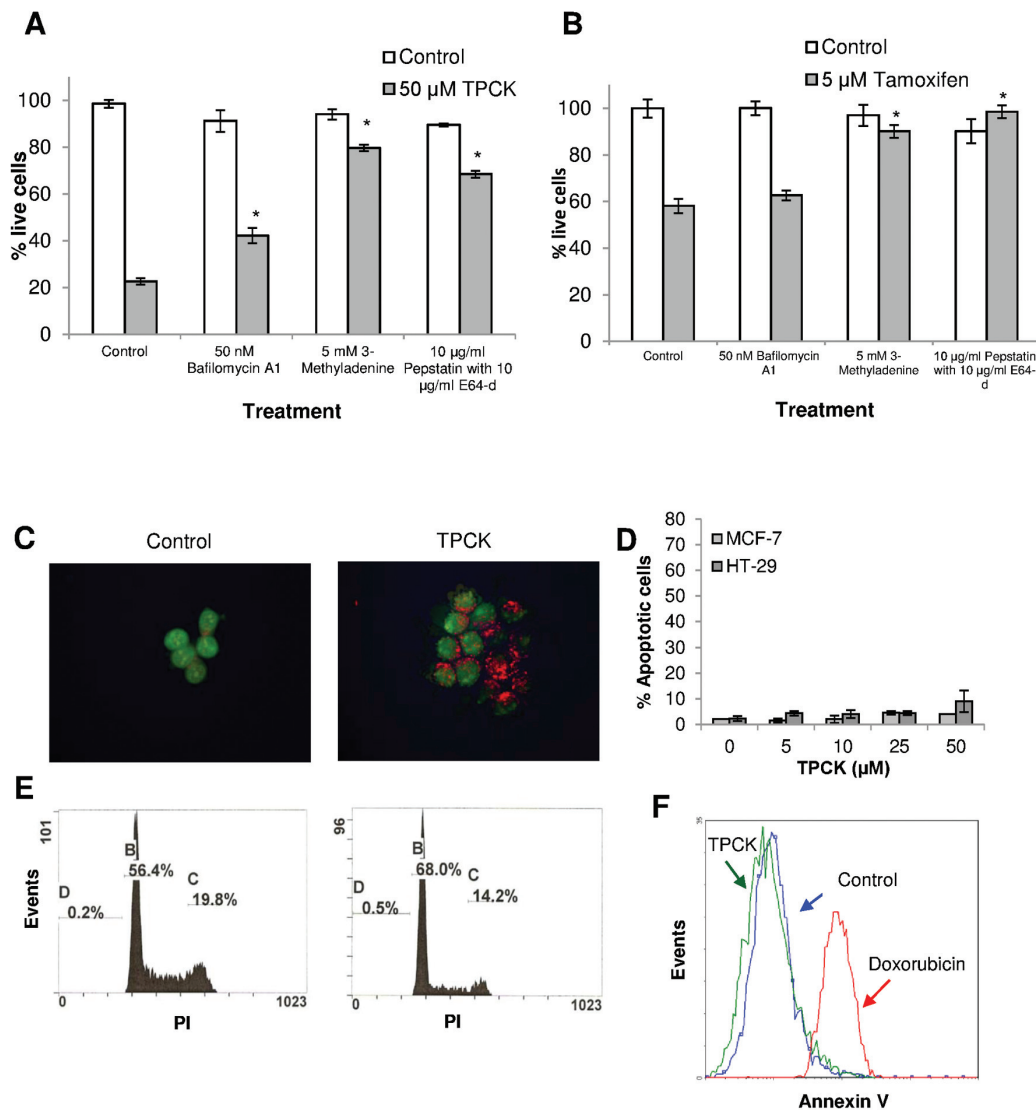 A
Control
50 µM TPCK
% live cells
100
80
60
40
20
0
*
*
*
Control
50 nM
Bafilomycin A1
5 mM 3-
Methyladenine
10 µg/ml
Pepstatin with 10
µg/ml E64-d
Treatment
B
Control
5 µM Tamoxifen
% live cells
100
80
60
40
20
0
*
*
Control
50 nM Bafilomycin
A1
5 mM 3-
Methyladenine
10 µg/ml Pepstatin
with 10 µg/ml E64-
d
Treatment
C
Control
TPCK
D
MCF-7
HT-29
% Apoptotic cells
80
70
60
50
40
30
20
10
0
0 5 10 25 50
TPCK (µM)
E
Events
101
B
56.4%
D
0.2%
C
19.8%
0
1023
PI
96
B
68.0%
D
0.5%
C
14.2%
0
1023
PI
F
Events
TPCK
Control
Doxorubicin
Annexin V